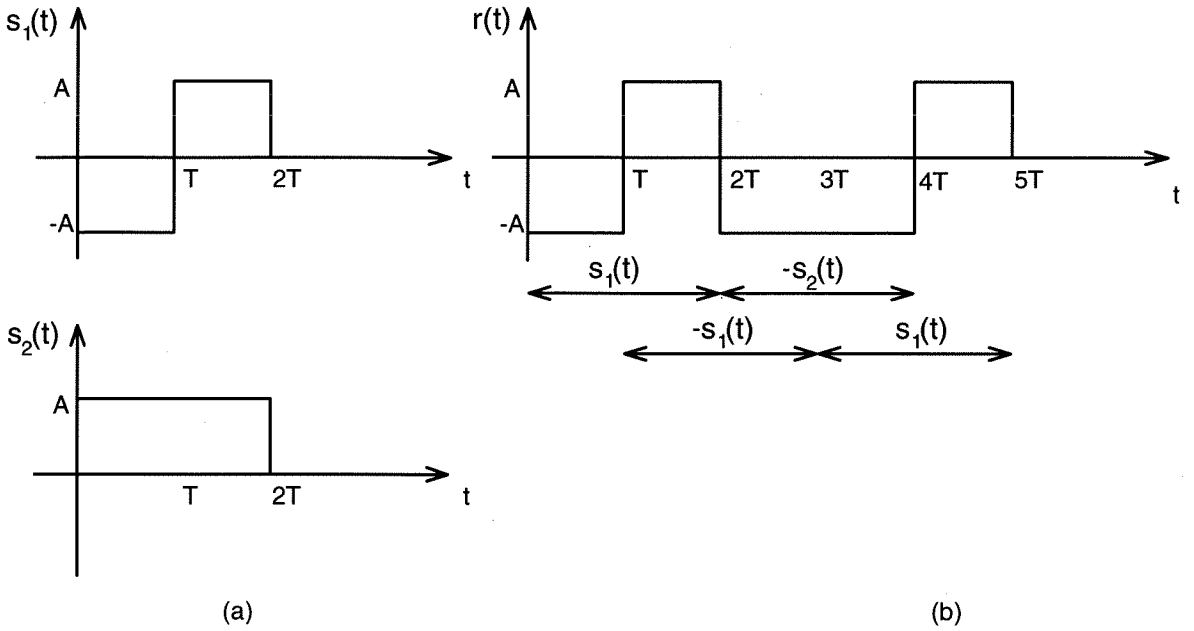 s₁(t)
A
-A
T
2T
t
s₂(t)
A
T
2T
t
(a)
r(t)
A
-A
T
2T
3T
4T
5T
t
s₁(t)
-s₂(t)
-s₁(t)
s₁(t)
(b)